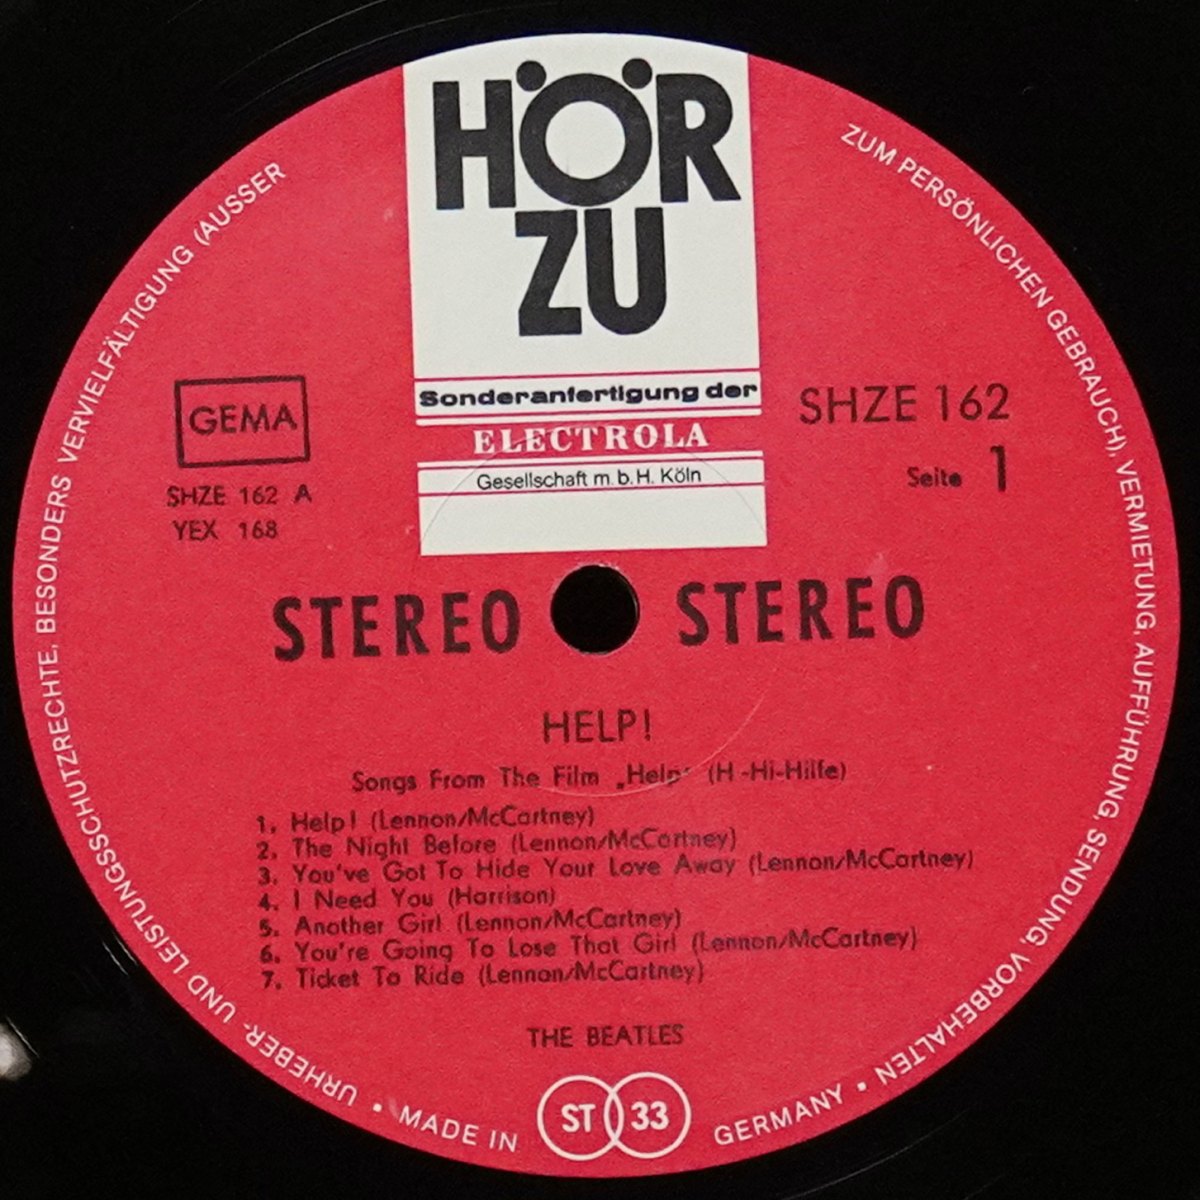 HÖR
ZU
Sonderanfertigung der
ELECTROLA
Gesellschaft m. b. H. Köln
GEMA
SHZE 162 A
YEX 168
SHZE 162
Seite 1
STEREO STEREO
HELP!
Songs From The Film „Help“ (H -Hi-Hilfe)
1. Help! (Lennon/McCartney)
2. The Night Before (Lennon/McCartney)
3. You've Got To Hide Your Love Away (Lennon/McCartney)
4. I Need You (Harrison)
5. Another Girl (Lennon/McCartney)
6. You're Going To Lose That Girl (Lennon/McCartney)
7. Ticket To Ride (Lennon/McCartney)
THE BEATLES
ST 33
URHEBER- UND LEISTUNGSSCHUTZRECHTE, BESONDERS VERVIELFÄLTIGUNG (AUSSER
ZUM PERSÖNLICHEN GEBRAUCH), VERMIETUNG, AUFFÜHRUNG, SENDUNG, VORBEHALTEN •
• MADE IN GERMANY